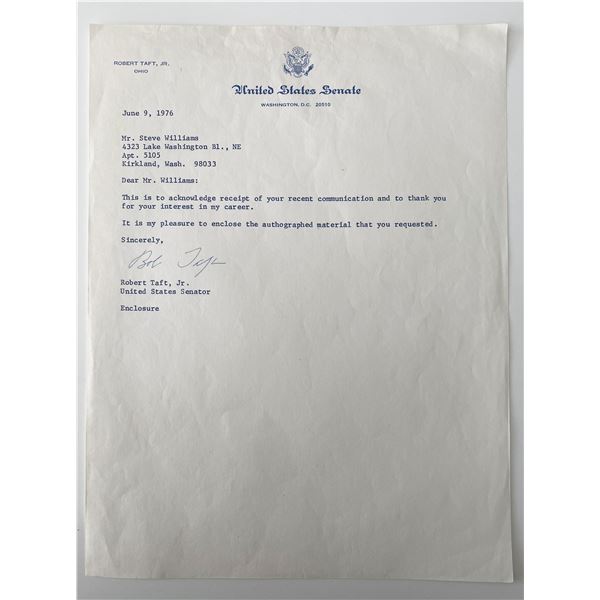 ROBERT TAFT, JR.
OHIO
United States Senate
WASHINGTON, D.C. 20510
June 9, 1976
Mr. Steve Williams
4323 Lake Washington Bl., NE
Apt. 5105
Kirkland, Wash. 98033
Dear Mr. Williams:
This is to acknowledge receipt of your recent communication and to thank you
for your interest in my career.
It is my pleasure to enclose the authographed material that you requested.
Sincerely,
Bob Taft
Robert Taft, Jr.
United States Senator
Enclosure